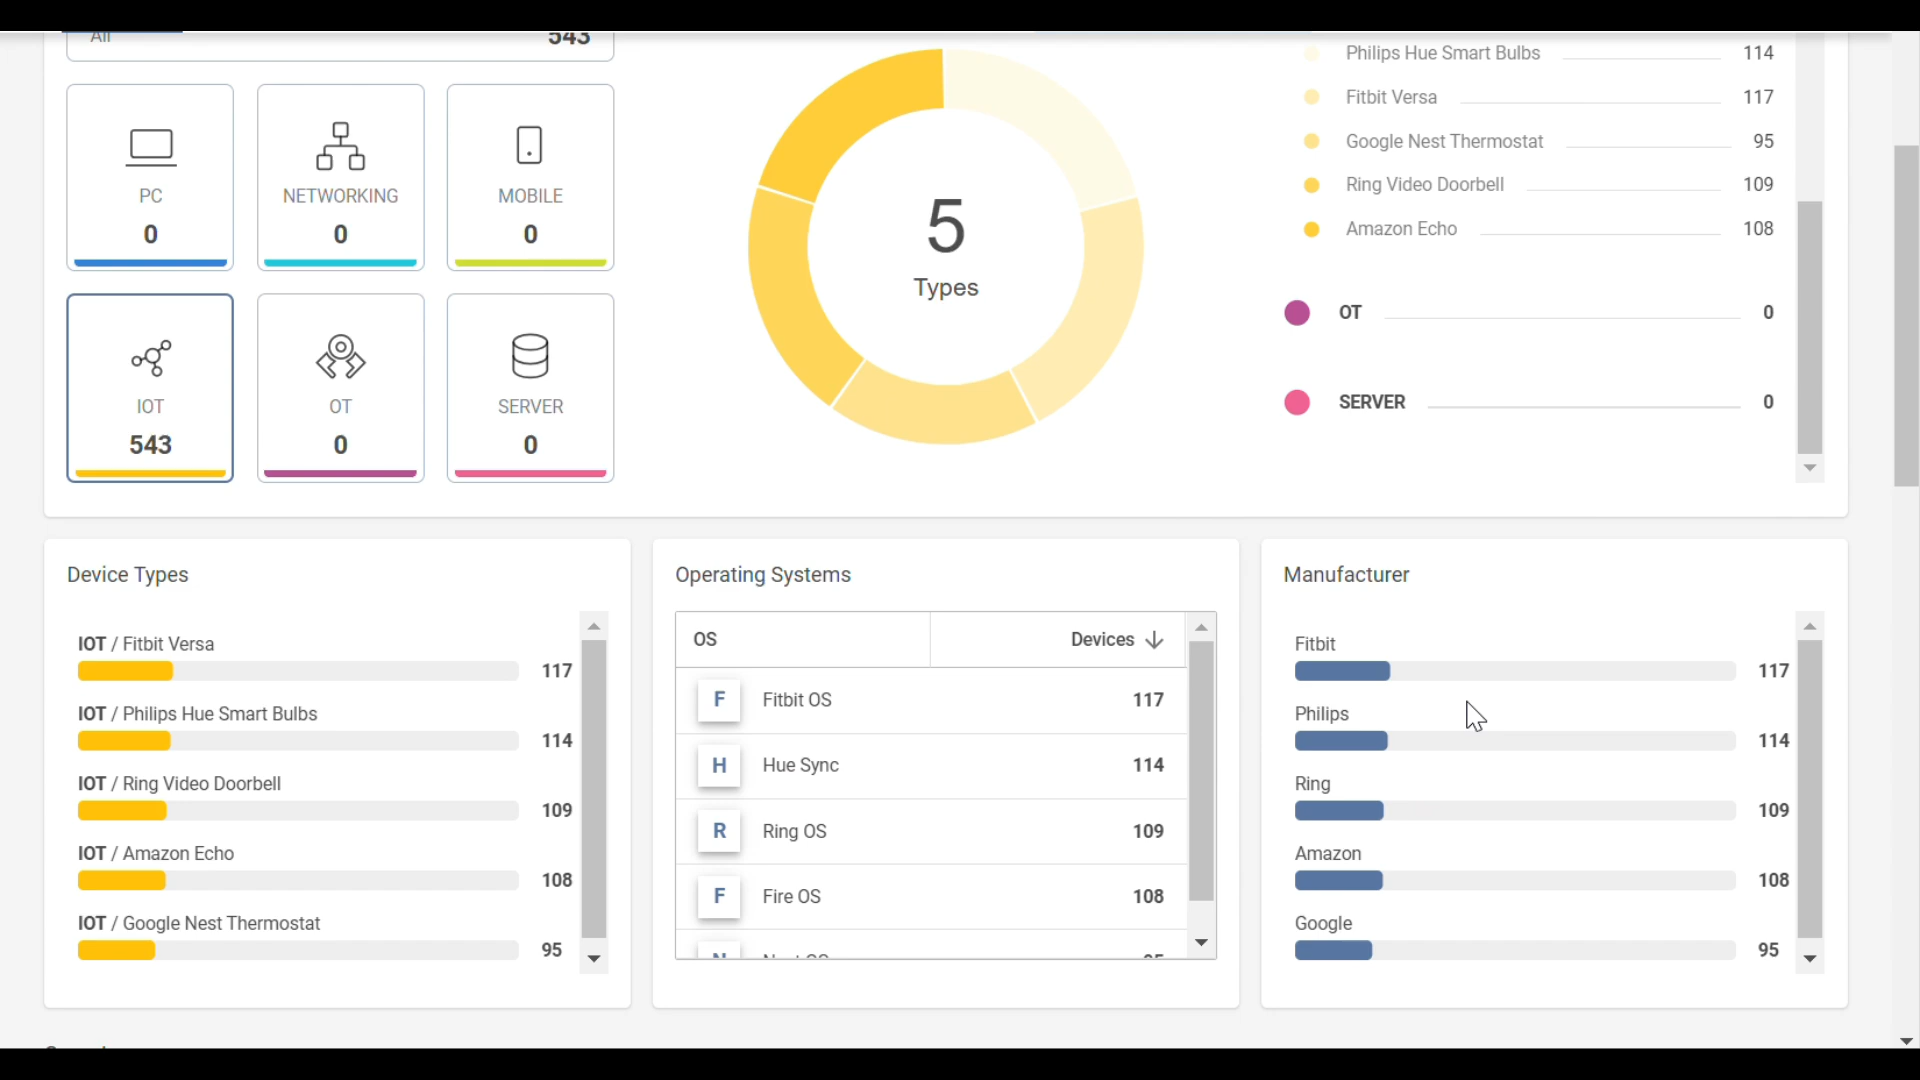 All 543
PC
0
NETWORKING
0
MOBILE
0
IOT
543
OT
0
SERVER
0
5
Types
Philips Hue Smart Bulbs 114
Fitbit Versa 117
Google Nest Thermostat 95
Ring Video Doorbell 109
Amazon Echo 108
OT 0
SERVER 0
Device Types
IOT / Fitbit Versa
117
IOT / Philips Hue Smart Bulbs
114
IOT / Ring Video Doorbell
109
IOT / Amazon Echo
108
IOT / Google Nest Thermostat
95
Operating Systems
OS Devices
F Fitbit OS 117
H Hue Sync 114
R Ring OS 109
F Fire OS 108
Manufacturer
Fitbit
117
Philips
114
Ring
109
Amazon
108
Google
95